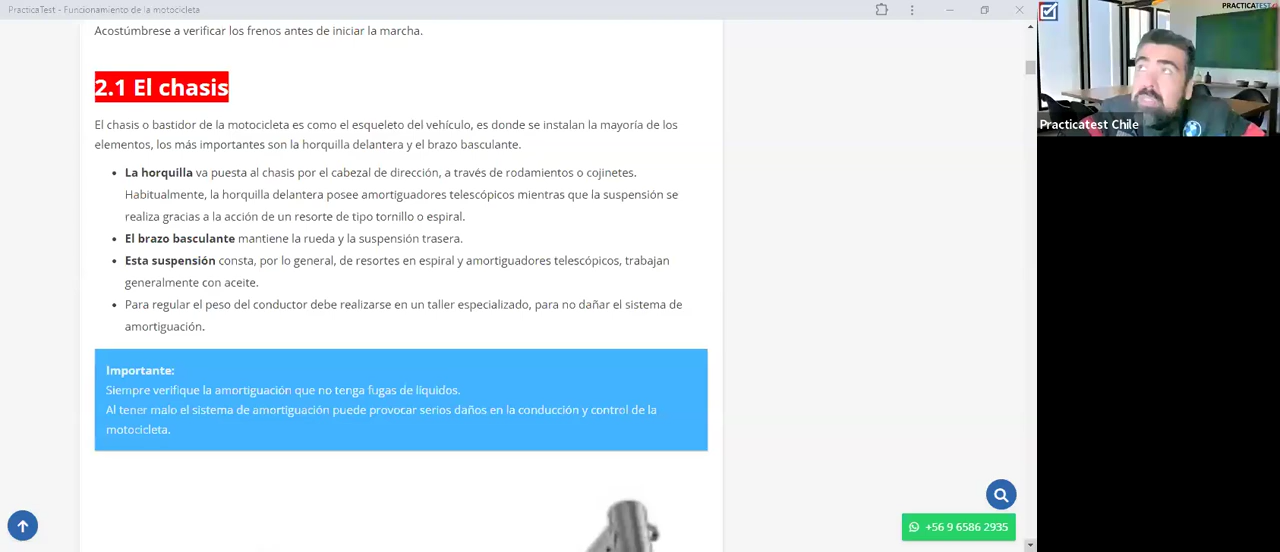 PracticaTest - Funcionamiento de la motocicleta
Acostúmbrese a verificar los frenos antes de iniciar la marcha.
2.1 El chasis
El chasis o bastidor de la motocicleta es como el esqueleto del vehículo, es donde se instalan la mayoría de los
elementos, los más importantes son la horquilla delantera y el brazo basculante.
• La horquilla va puesta al chasis por el cabezal de dirección, a través de rodamientos o cojinetes.
Habitualmente, la horquilla delantera posee amortiguadores telescópicos mientras que la suspensión se
realiza gracias a la acción de un resorte de tipo tornillo o espiral.
• El brazo basculante mantiene la rueda y la suspensión trasera.
• Esta suspensión consta, por lo general, de resortes en espiral y amortiguadores telescópicos, trabajan
generalmente con aceite.
• Para regular el peso del conductor debe realizarse en un taller especializado, para no dañar el sistema de
amortiguación.
Importante:
Siempre verifique la amortiguación que no tenga fugas de líquidos.
Al tener malo el sistema de amortiguación puede provocar serios daños en la conducción y control de la
motocicleta.
+56 9 6586 2935
PRACTICATEST
Practicatest Chile